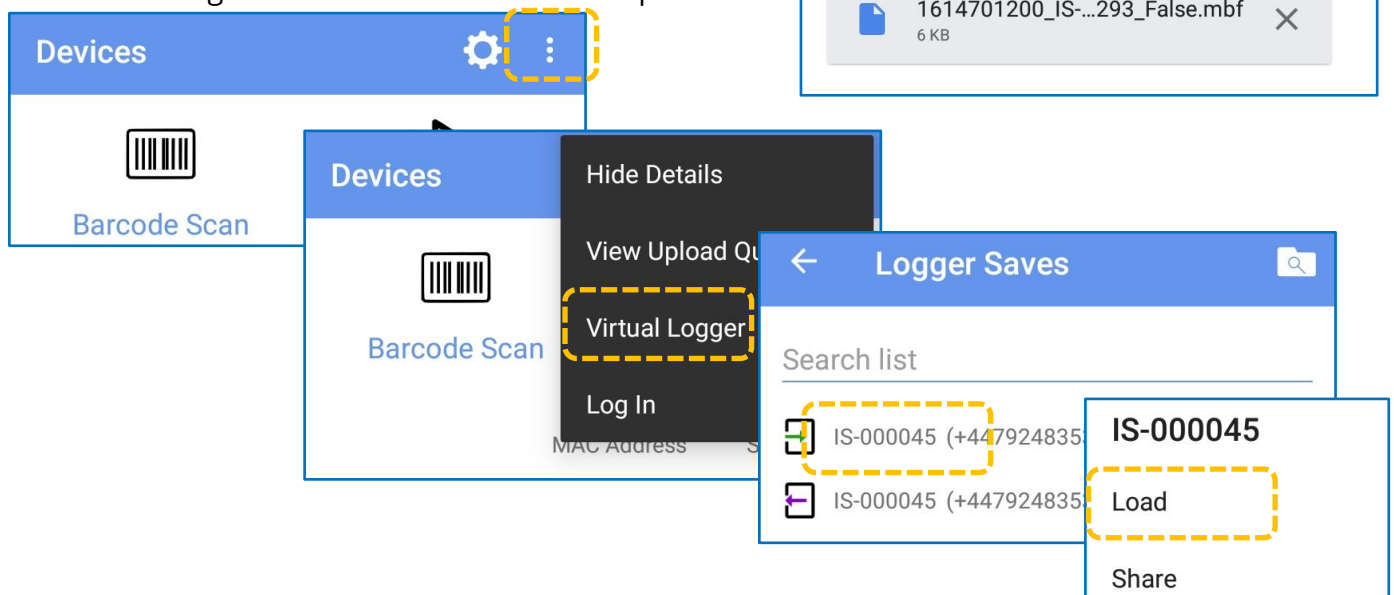 1614701200_IS-...293_False.mbf
6 KB
Devices
Barcode Scan
Devices
Barcode Scan
Hide Details
View Upload
Virtual Logger
Log In
MAC Address
Logger Saves
Search list
IS-000045 (+447924835
IS-000045 (+447924835
IS-000045
Load
Share